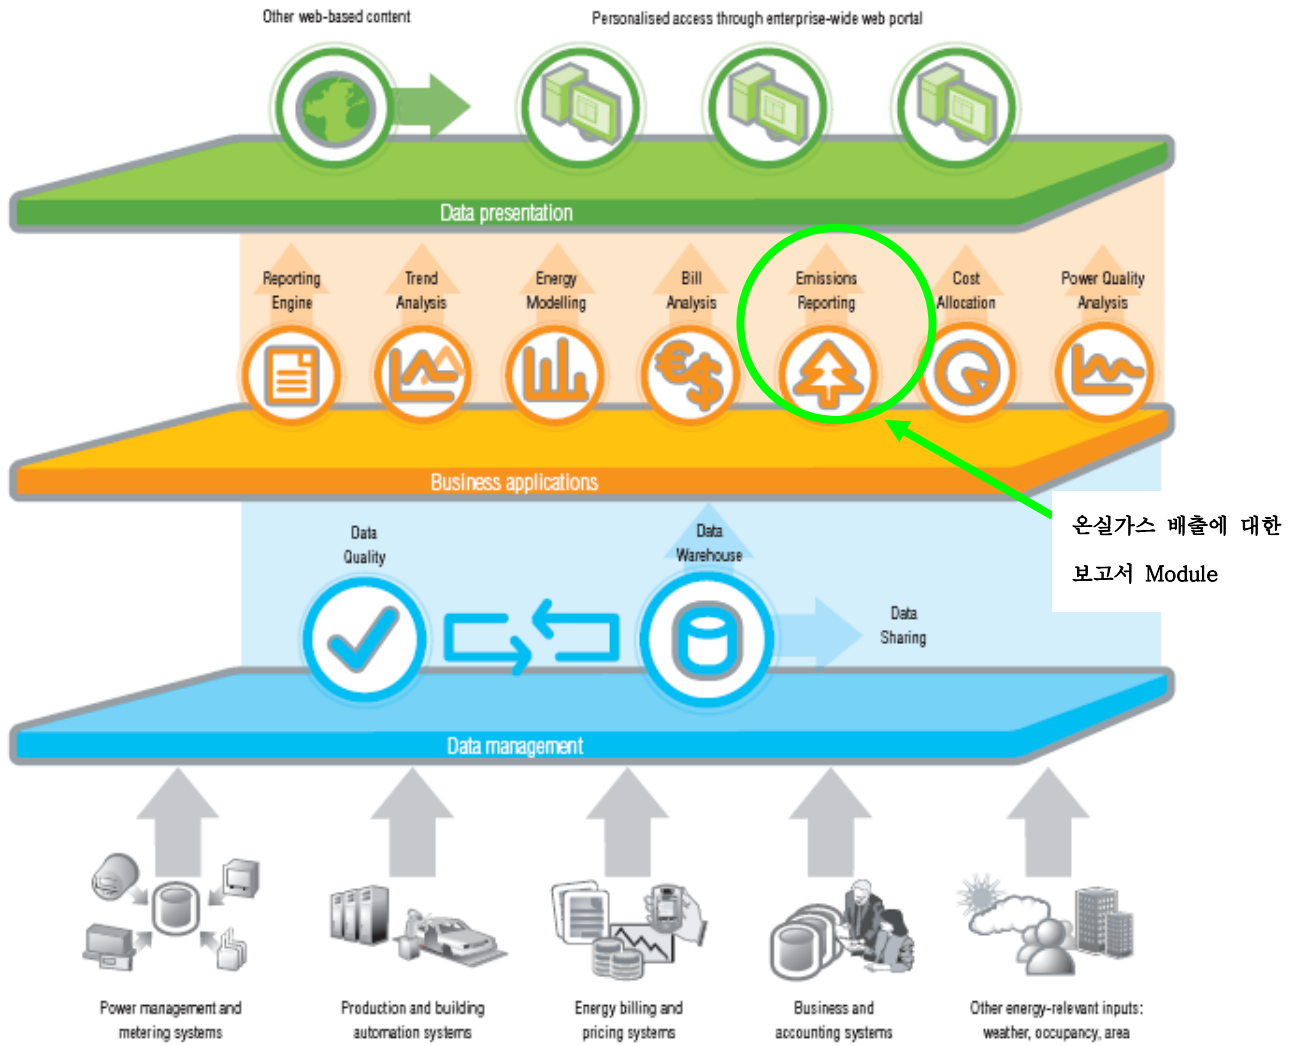 Other web-based content
Personalised access through enterprise-wide web portal
Data presentation
Reporting
Engine
Trend
Analysis
Energy
Modelling
Bill
Analysis
Emissions
Reporting
Cost
Allocation
Power Quality
Analysis
Business applications
온실가스 배출에 대한
보고서 Module
Data
Quality
Data
Warehouse
Data
Sharing
Data management
Power management and
metering systems
Production and building
automation systems
Energy billing and
pricing systems
Business and
accounting systems
Other energy-relevant inputs:
weather, occupancy, area